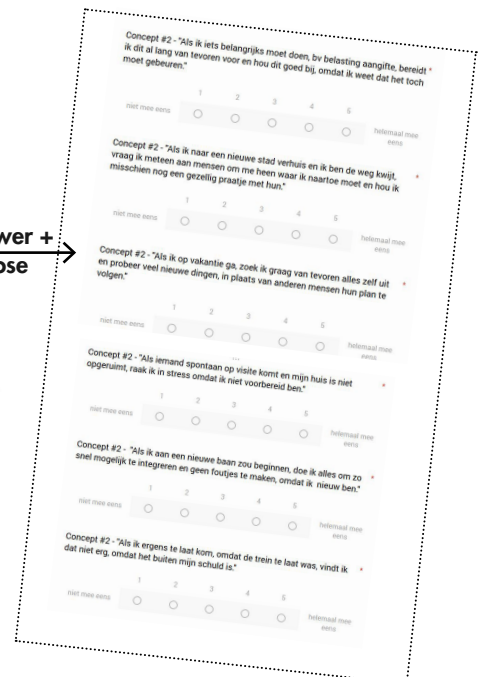 wer +
ose
Concept #2 - "Als ik iets belangrijks moet doen, bv belasting aangifte, bereidt *
ik dit al lang van tevoren voor en hou dit goed bij, omdat ik weet dat het toch
moet gebeuren."
1 2 3 4 5
niet mee eens helemaal mee
eens
Concept #2 - "Als ik naar een nieuwe stad verhuis en ik ben de weg kwijt, *
vraag ik meteen aan mensen om me heen waar ik naartoe moet en hou ik
misschien nog een gezellig praatje met hun."
1 2 3 4 5
niet mee eens helemaal mee
eens
Concept #2 - "Als ik op vakantie ga, zoek ik graag van tevoren alles zelf uit *
en probeer veel nieuwe dingen, in plaats van anderen mensen hun plan te
volgen."
1 2 3 4 5
niet mee eens helemaal mee
eens
...
Concept #2 - "Als iemand spontaan op visite komt en mijn huis is niet *
opgeruimt, raak ik in stress omdat ik niet voorbereid ben."
1 2 3 4 5
niet mee eens helemaal mee
eens
Concept #2 - "Als ik aan een nieuwe baan zou beginnen, doe ik alles om zo *
snel mogelijk te integreren en geen foutjes te maken, omdat ik nieuw ben."
1 2 3 4 5
niet mee eens helemaal mee
eens
Concept #2 - "Als ik ergens te laat kom, omdat de trein te laat was, vindt ik *
dat niet erg, omdat het buiten mijn schuld is."
1 2 3 4 5
niet mee eens helemaal mee
eens